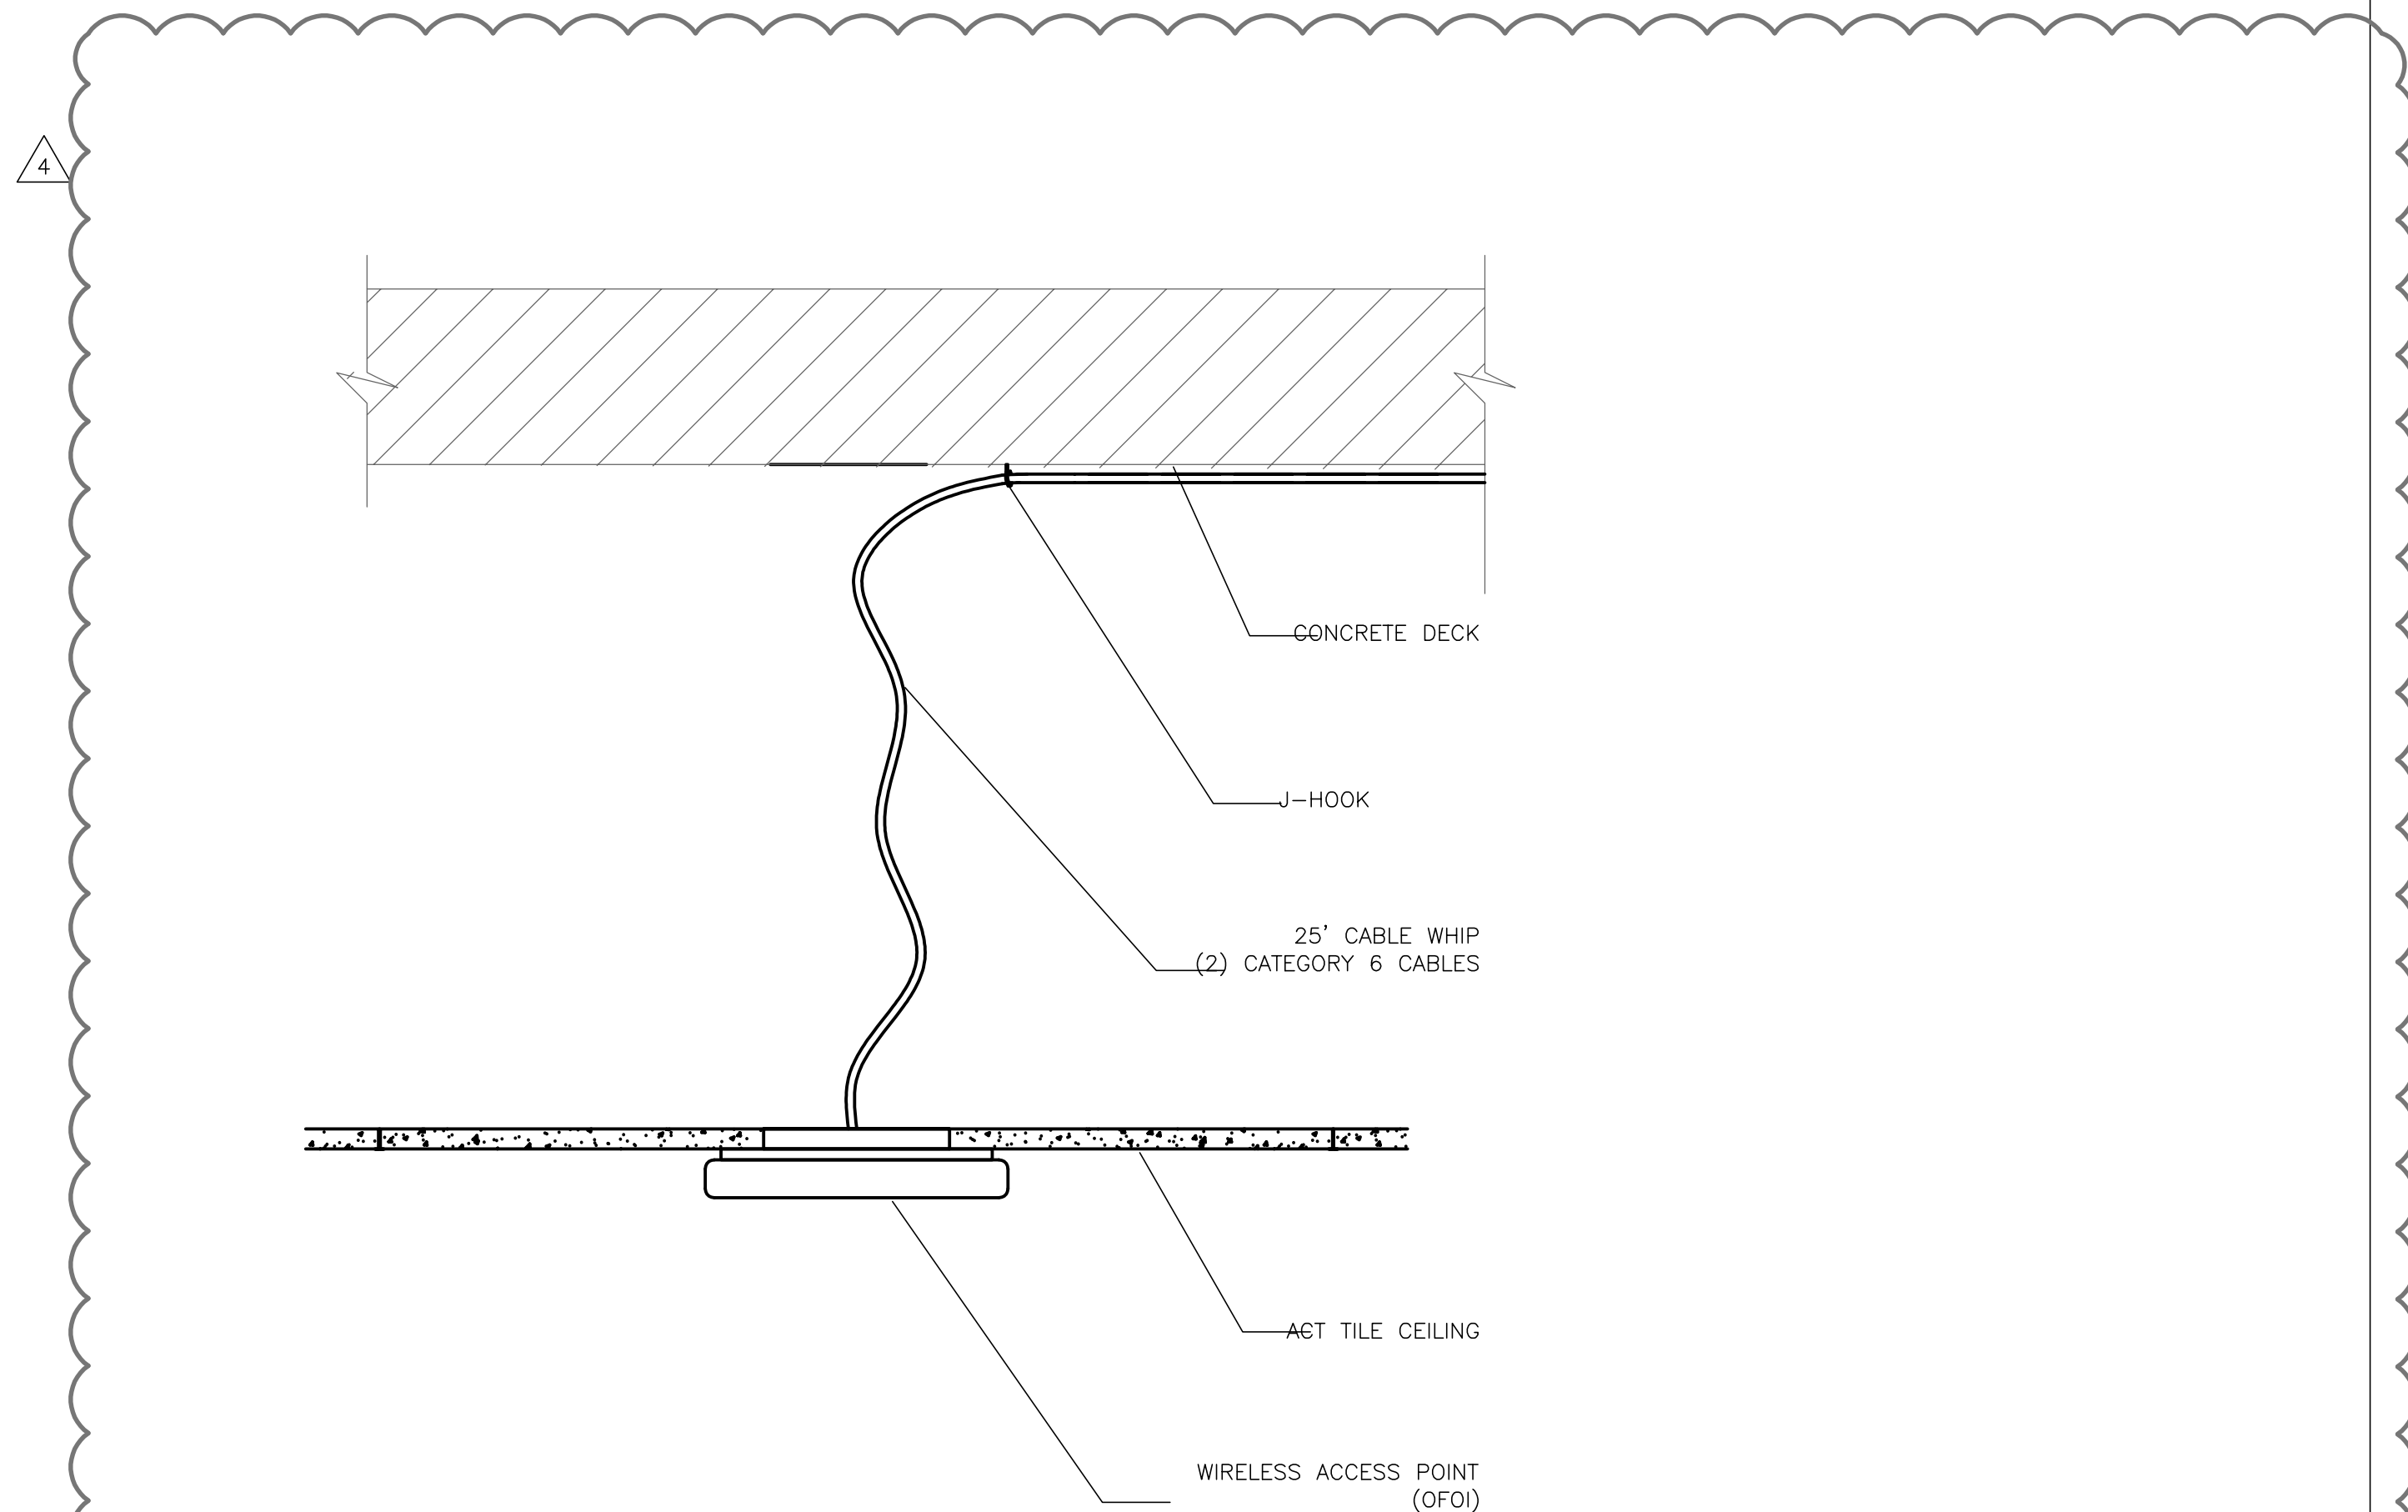 4
CONCRETE DECK
J-HOOK
25' CABLE WHIP
(2) CATEGORY 6 CABLES
ACT TILE CEILING
WIRELESS ACCESS POINT
(OFOI)